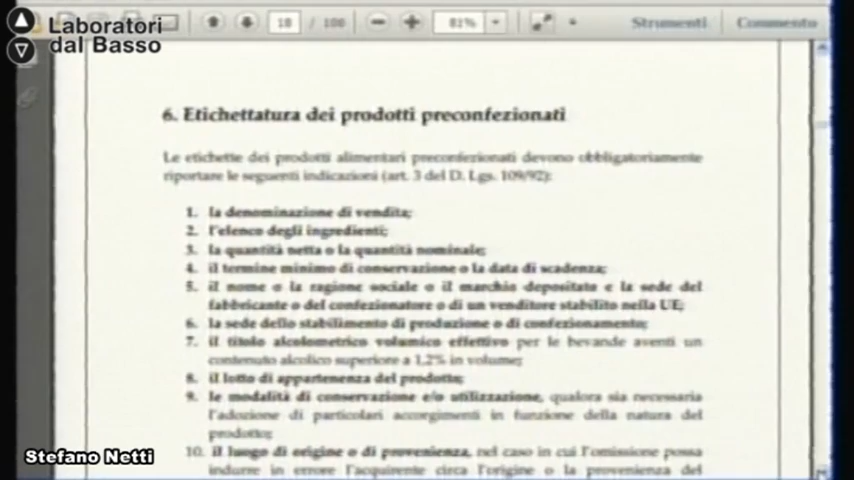 Laboratori
dal Basso
18 / 100
81%
Strumenti
Commento
6. Etichettatura dei prodotti preconfezionati
Le etichette dei prodotti alimentari preconfezionati devono obbligatoriamente
riportare le seguenti indicazioni (art. 3 del D. Lgs. 109/92):
1. la denominazione di vendita;
2. l'elenco degli ingredienti;
3. la quantità netta o la quantità nominale;
4. il termine minimo di conservazione o la data di scadenza;
5. il nome o la ragione sociale o il marchio depositato e la sede del
fabbricante o del confezionatore o di un venditore stabilito nella UE;
6. la sede dello stabilimento di produzione o di confezionamento;
7. il titolo alcolometrico volumico effettivo per le bevande aventi un
contenuto alcolico superiore a 1,2% in volume;
8. il lotto di appartenenza del prodotto;
9. le modalità di conservazione e/o utilizzazione, qualora sia necessaria
l'adozione di particolari accorgimenti in funzione della natura del
prodotto;
10. il luogo di origine o di provenienza, nel caso in cui l'omissione possa
indurre in errore l'acquirente circa l'origine o la provenienza del
Stefano Netti